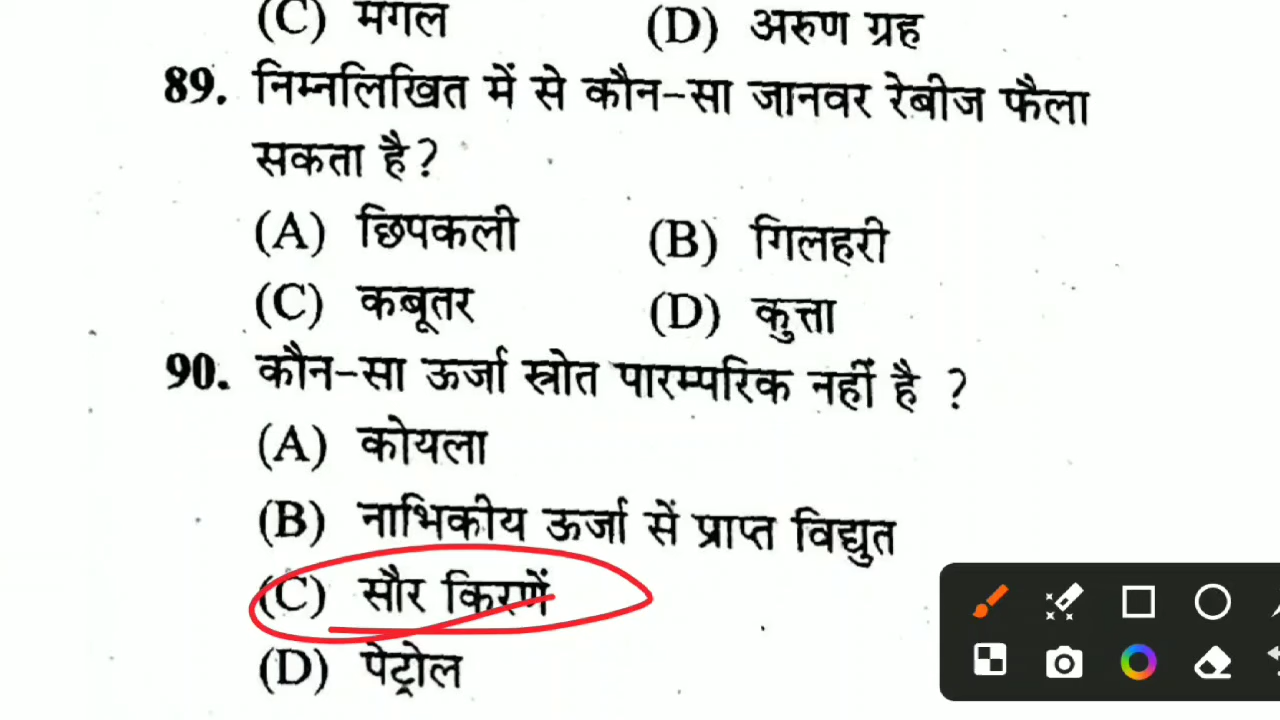 (C) मंगल (D) अरुण ग्रह
89. निम्नलिखित में से कौन-सा जानवर रेबीज फैला
सकता है?
(A) छिपकली (B) गिलहरी
(C) कबूतर (D) कुत्ता
90. कौन-सा ऊर्जा स्त्रोत पारम्परिक नहीं है ?
(A) कोयला
(B) नाभिकीय ऊर्जा सें प्राप्त विद्युत
(C) सौर किरणें
(D) पेट्रोल